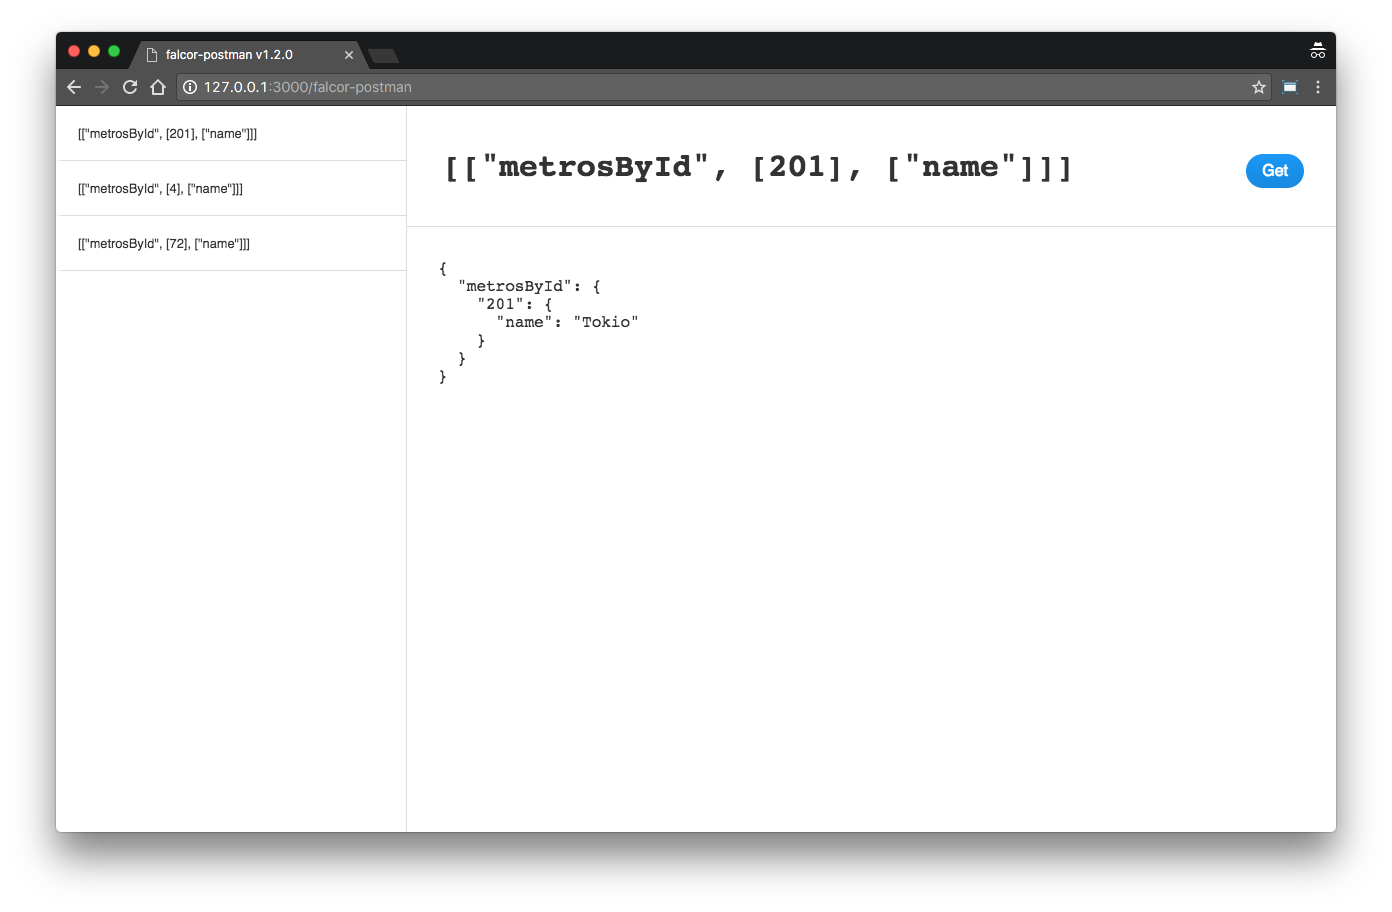 falcor-postman v1.2.0
127.0.0.1:3000/falcor-postman
[["metrosById", [201], ["name"]]]
[["metrosById", [4], ["name"]]]
[["metrosById", [72], ["name"]]]
[["metrosById", [201], ["name"]]]
Get
{
"metrosById": {
"201": {
"name": "Tokio"
}
}
}